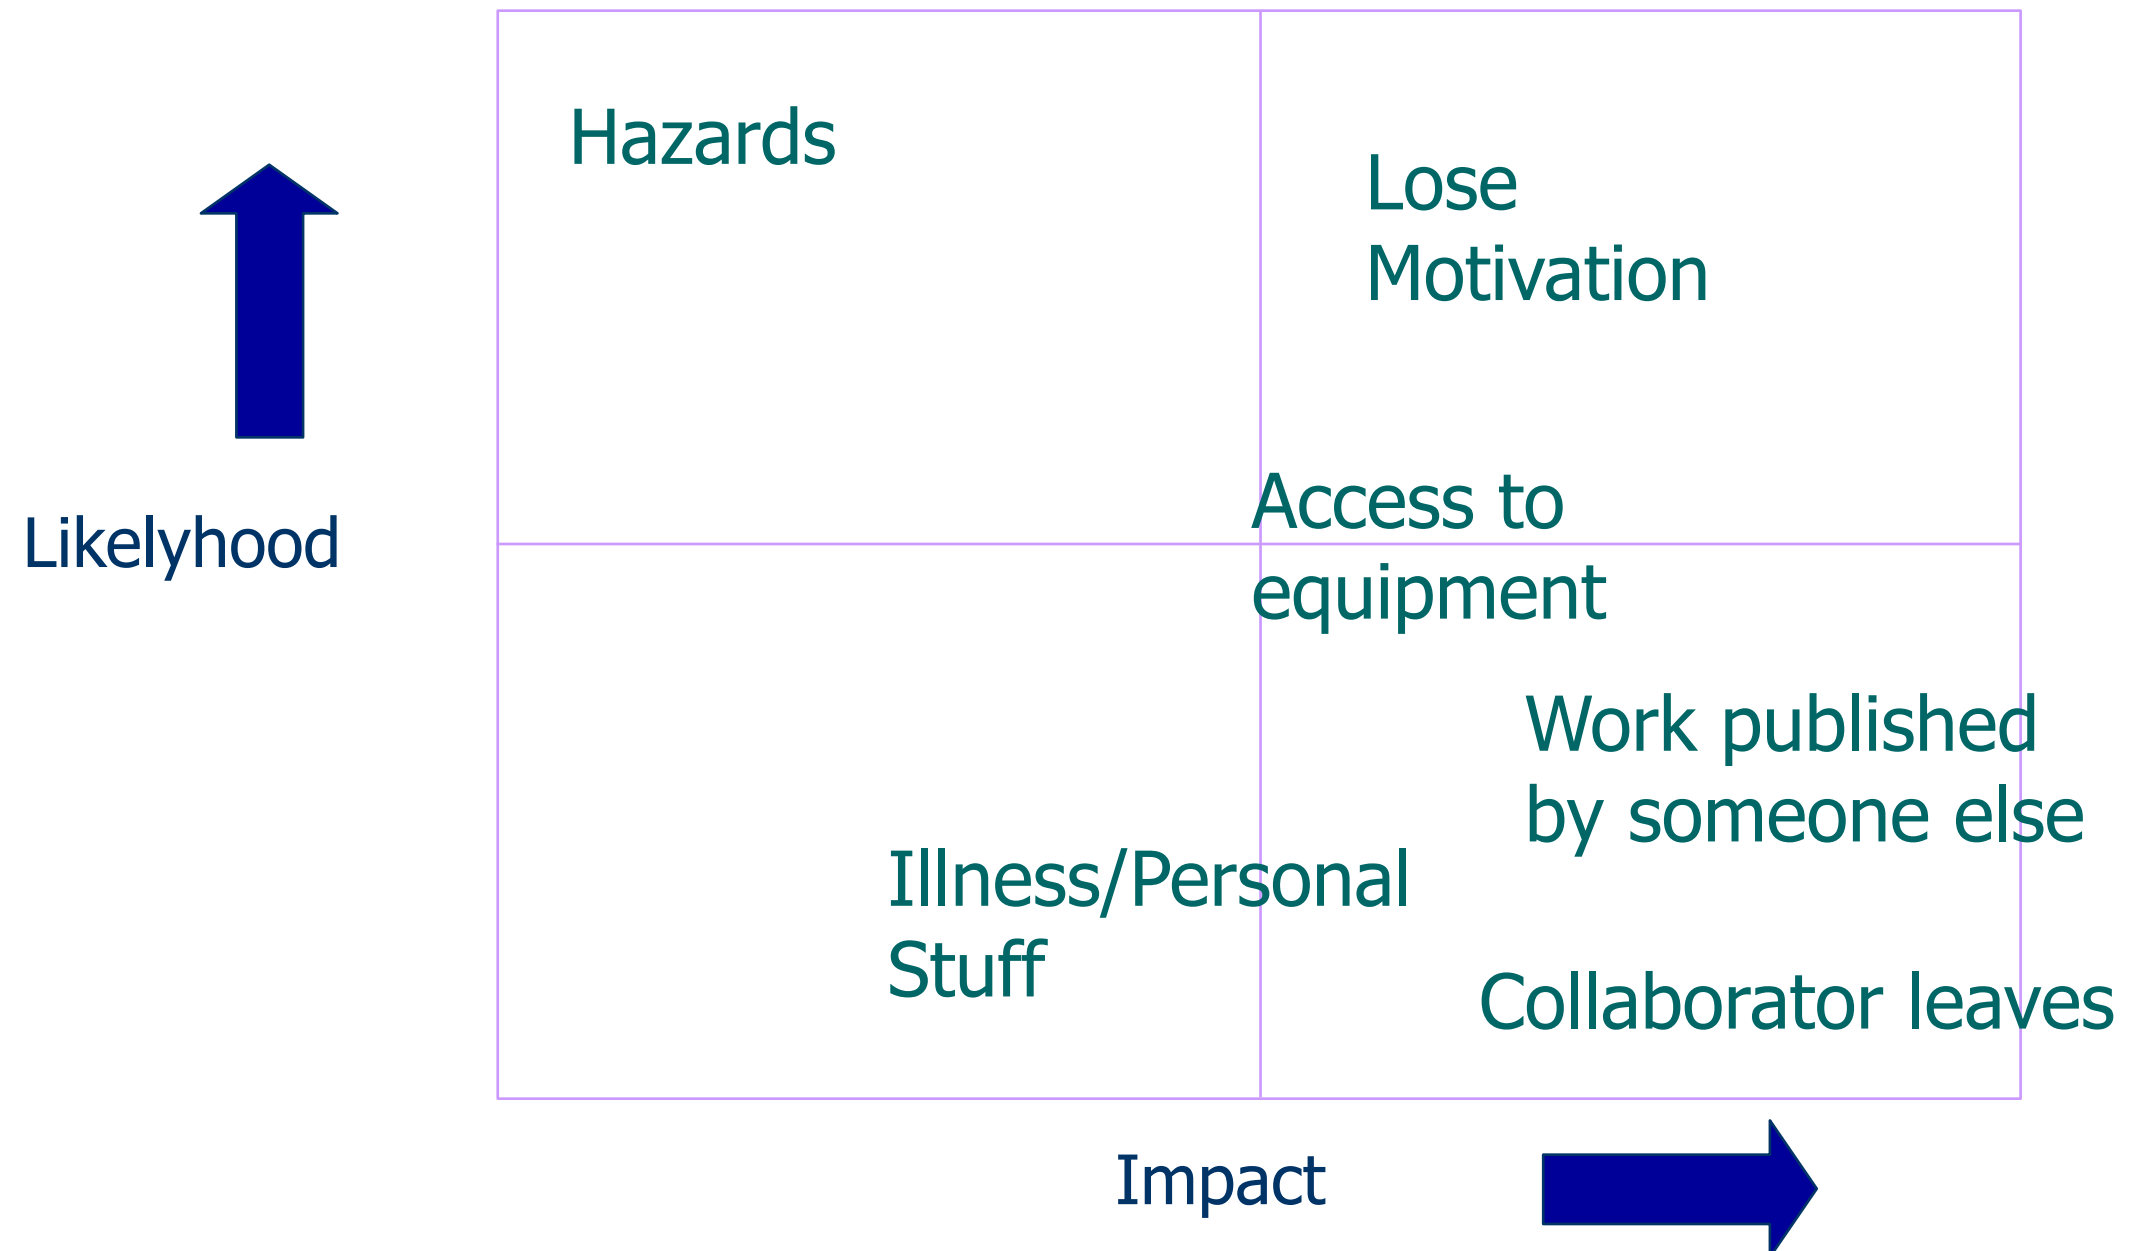 Hazards
Lose
Motivation
Likelyhood
Access to
equipment
Work published
by someone else
Illness/Personal
Stuff
Collaborator leaves
Impact